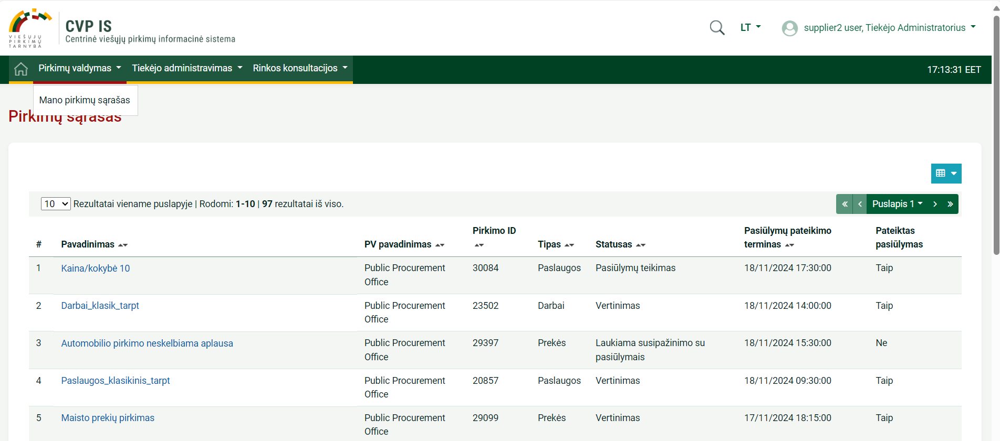 VIEŠŲJŲ
PIRKIMŲ
TARNYBA
CVP IS
Centrinė viešųjų pirkimų informacinė sistema
LT
supplier2 user, Tiekėjo Administratorius
Pirkimų valdymas
Tiekėjo administravimas
Rinkos konsultacijos
17:13:31 EET
Mano pirkimų sąrašas
Pirkimų sąrašas
10 Rezultatai viename puslapyje | Rodomi: 1-10 | 97 rezultatai iš viso.
« ‹ Puslapis 1 › »
# Pavadinimas PV pavadinimas Pirkimo ID Tipas Statusas Pasiūlymų pateikimo terminas Pateiktas pasiūlymas
1 Kaina/kokybė 10 Public Procurement Office 30084 Paslaugos Pasiūlymų teikimas 18/11/2024 17:30:00 Taip
2 Darbai_klasik_tarpt Public Procurement Office 23502 Darbai Vertinimas 18/11/2024 14:00:00 Taip
3 Automobilio pirkimo neskelbiama aplausa Public Procurement Office 29397 Prekės Laukiama susipažinimo su pasiūlymais 18/11/2024 15:30:00 Ne
4 Paslaugos_klasikinis_tarpt Public Procurement Office 20857 Paslaugos Vertinimas 18/11/2024 09:30:00 Taip
5 Maisto prekių pirkimas Public Procurement Office 29099 Prekės Vertinimas 17/11/2024 18:15:00 Taip